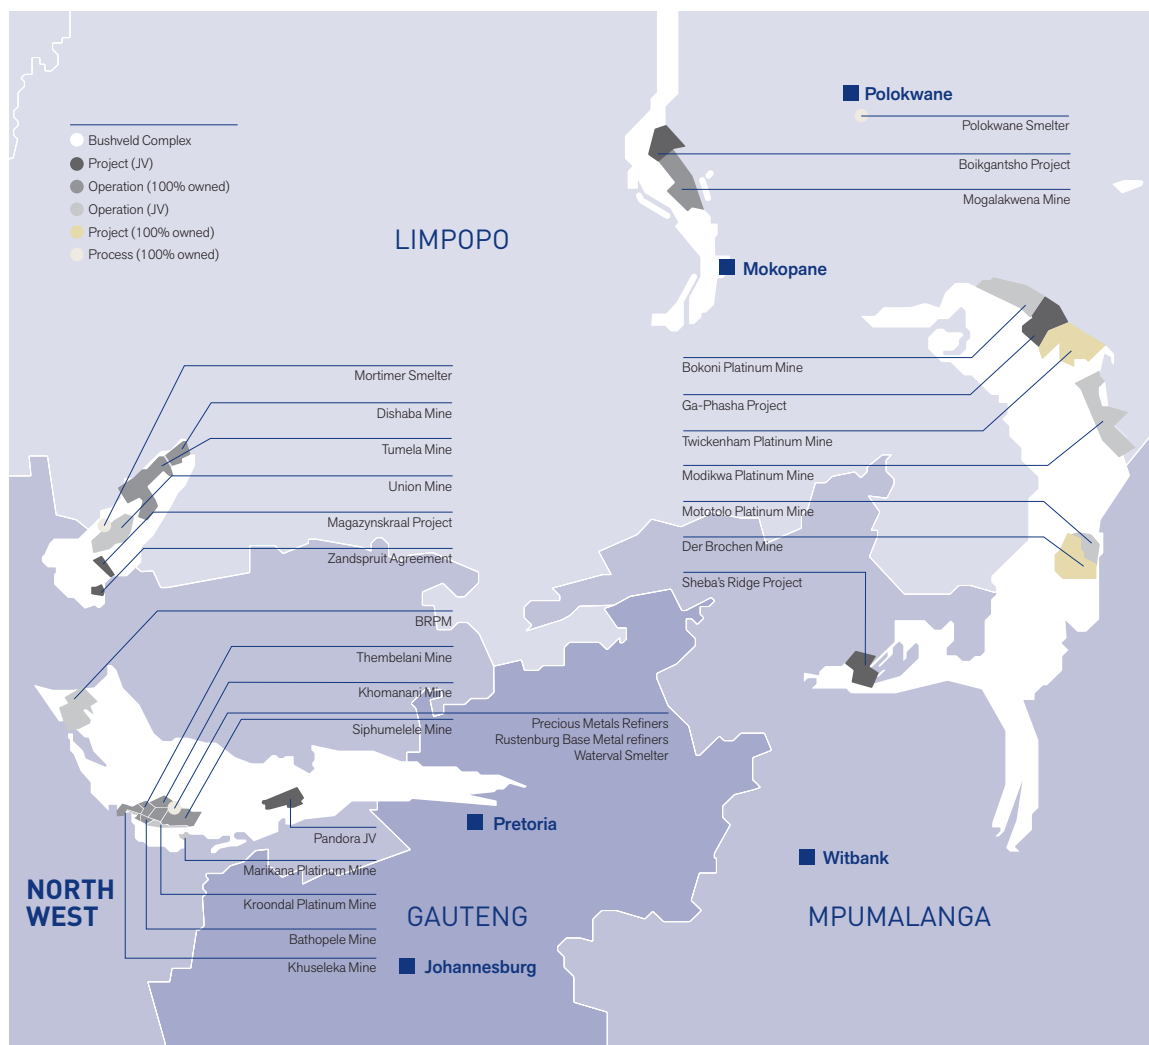 Polokwane
Polokwane Smelter
Boikgantsho Project
Mogalakwena Mine
Bushveld Complex
Project (JV)
Operation (100% owned)
Operation (JV)
Project (100% owned)
Process (100% owned)
LIMPOPO
Mokopane
Mortimer Smelter
Dishaba Mine
Tumela Mine
Union Mine
Magazynskraal Project
Zandspruit Agreement
BRPM
Thembelani Mine
Khomanani Mine
Siphumelele Mine
Precious Metals Refiners
Rustenburg Base Metal refiners
Waterval Smelter
Bokoni Platinum Mine
Ga-Phasha Project
Twickenham Platinum Mine
Modikwa Platinum Mine
Mototolo Platinum Mine
Der Brochen Mine
Sheba's Ridge Project
Pretoria
Pandora JV
Marikana Platinum Mine
Kroondal Platinum Mine
Bathopele Mine
Khuseleka Mine
NORTH
WEST
GAUTENG
Johannesburg
Witbank
MPUMALANGA